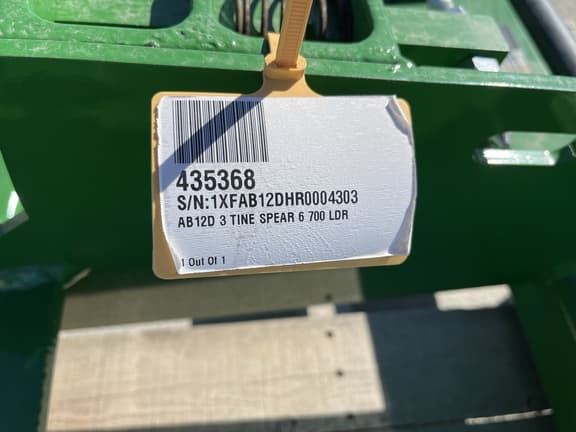 435368
S/N:1XFAB12DHR0004303
AB12D 3 TINE SPEAR 6 700 LDR
1 Out Of 1